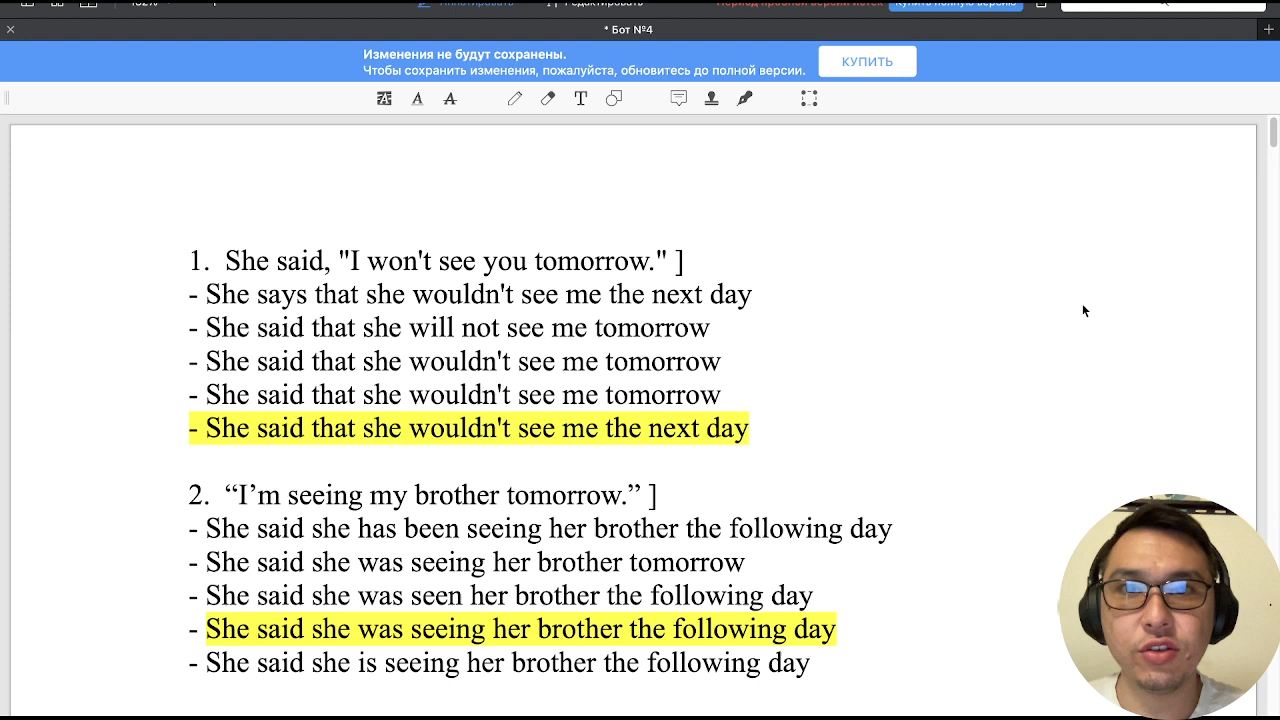 * Бот №4
Изменения не будут сохранены.
Чтобы сохранить изменения, пожалуйста, обновитесь до полной версии.
КУПИТЬ
1. She said, "I won't see you tomorrow." ]
- She says that she wouldn't see me the next day
- She said that she will not see me tomorrow
- She said that she wouldn't see me tomorrow
- She said that she wouldn't see me tomorrow
- She said that she wouldn't see me the next day
2. “I’m seeing my brother tomorrow.” ]
- She said she has been seeing her brother the following day
- She said she was seeing her brother tomorrow
- She said she was seen her brother the following day
- She said she was seeing her brother the following day
- She said she is seeing her brother the following day